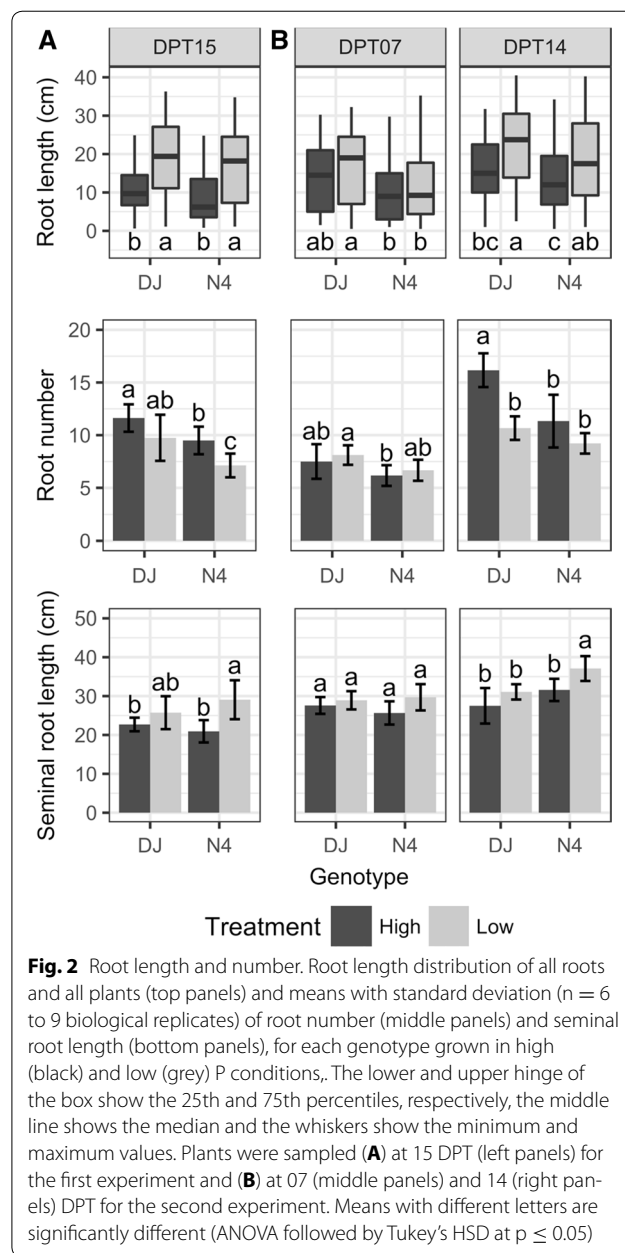 A B
DPT15 DPT07 DPT14
Root length (cm)
40
30
20
10
0
b a b a
ab a b b
bc a c ab
DJ N4 DJ N4 DJ N4
Root number
20
15
10
5
0
a ab b c
ab a b ab
a b b b
DJ N4 DJ N4 DJ N4
Seminal root length (cm)
50
40
30
20
10
0
b ab b a
a a a a
b b b a
DJ N4 DJ N4 DJ N4
Genotype
Treatment High Low
Fig. 2 Root length and number. Root length distribution of all roots
and all plants (top panels) and means with standard deviation (n = 6
to 9 biological replicates) of root number (middle panels) and seminal
root length (bottom panels), for each genotype grown in high
(black) and low (grey) P conditions,. The lower and upper hinge of
the box show the 25th and 75th percentiles, respectively, the middle
line shows the median and the whiskers show the minimum and
maximum values. Plants were sampled (A) at 15 DPT (left panels) for
the first experiment and (B) at 07 (middle panels) and 14 (right pan-
els) DPT for the second experiment. Means with different letters are
significantly different (ANOVA followed by Tukey's HSD at p ≤ 0.05)